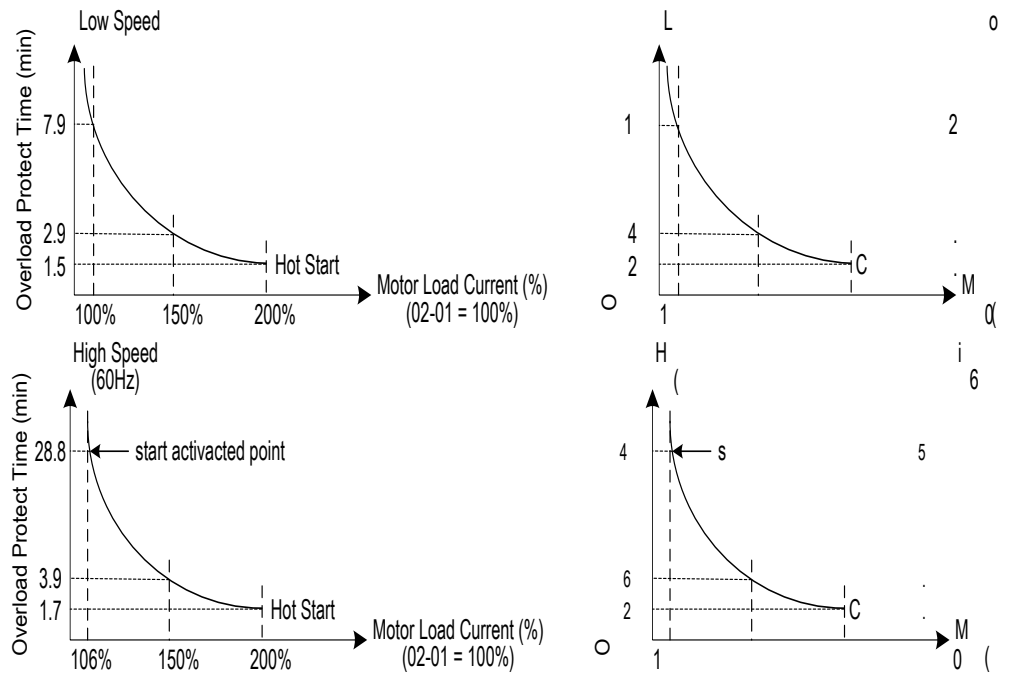 Low Speed
Overload Protect Time (min)
7.9
2.9
1.5
Hot Start
Motor Load Current (%)
(02-01 = 100%)
100% 150% 200%
L o
1 2
4 .
2 .
C
M
O
1 0(
High Speed
(60Hz)
Overload Protect Time (min)
28.8
start activacted point
3.9
1.7
Hot Start
Motor Load Current (%)
(02-01 = 100%)
106% 150% 200%
H i
( 6
4 5
s
6 .
2 .
C
M
O
1 0 (